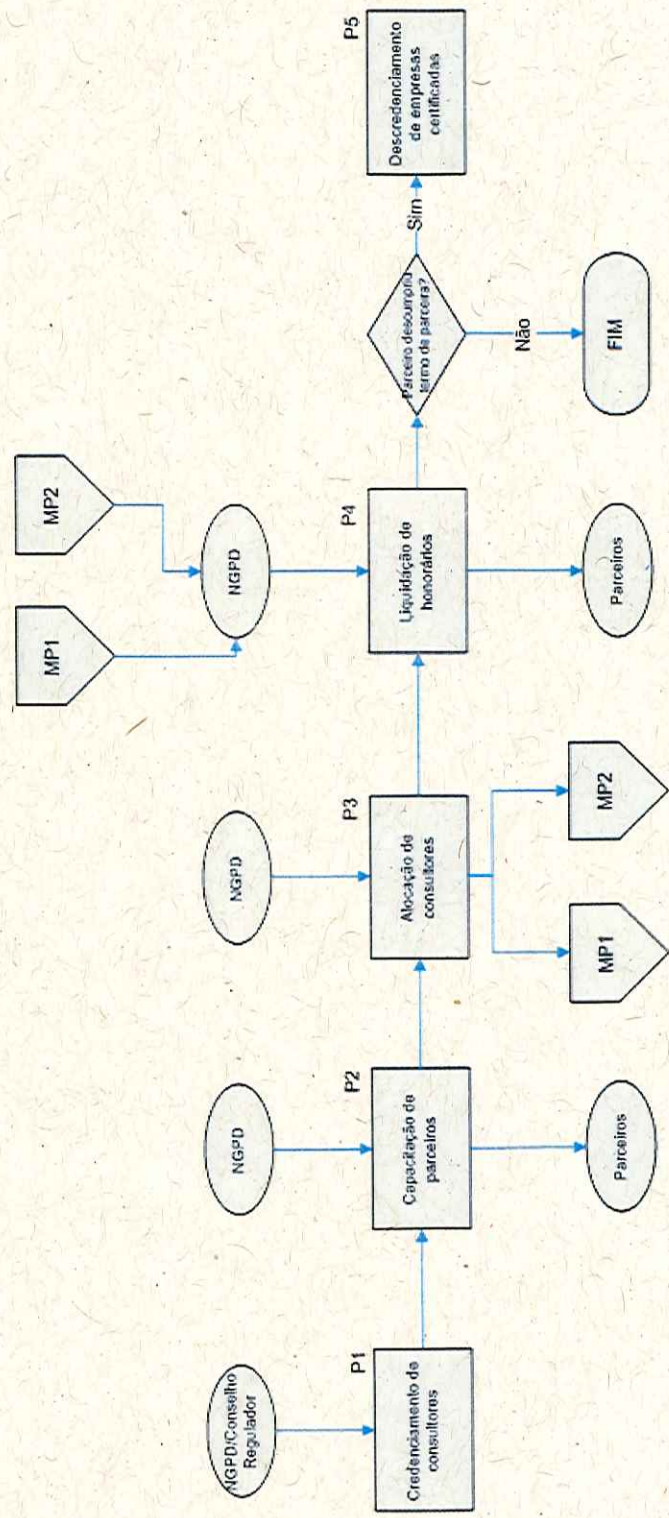 NGPD/Conselho
Regulador
P1
Credenciamento de
consultores
NGPD
P2
Capacitação de
parceiros
Parceiros
NGPD
P3
Alocação de
consultores
MP1
MP2
MP1
MP2
NGPD
P4
Liquidação de
honorários
Parceiros
Parceiro descumpriu
termo de parceira?
Sim
Não
FIM
P5
Descredenciamento
de empresas
certificadas